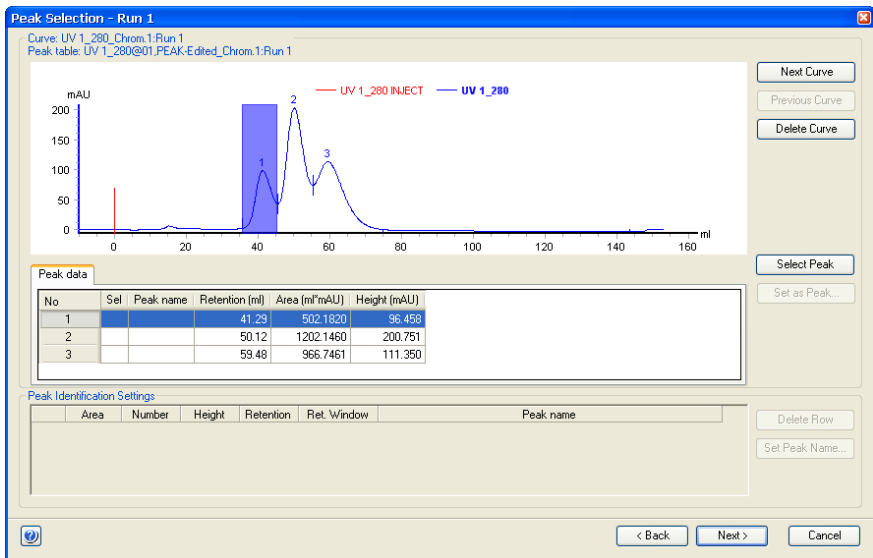 Peak Selection - Run 1
Curve: UV 1_280_Chrom.1:Run 1
Peak table: UV 1_280@01,PEAK-Edited_Chrom.1:Run 1
Next Curve
Previous Curve
Delete Curve
mAU
UV 1_280 INJECT UV 1_280
200
150
100
50
0
1
2
3
0 20 40 60 80 100 120 140 160 ml
Select Peak
Set as Peak...
Peak data
No Sel Peak name Retention (ml) Area (ml*mAU) Height (mAU)
1 41.29 502.1820 96.458
2 50.12 1202.1460 200.751
3 59.48 966.7461 111.350
Peak Identification Settings
Area Number Height Retention Ret. Window Peak name
Delete Row
Set Peak Name...
?
< Back Next > Cancel